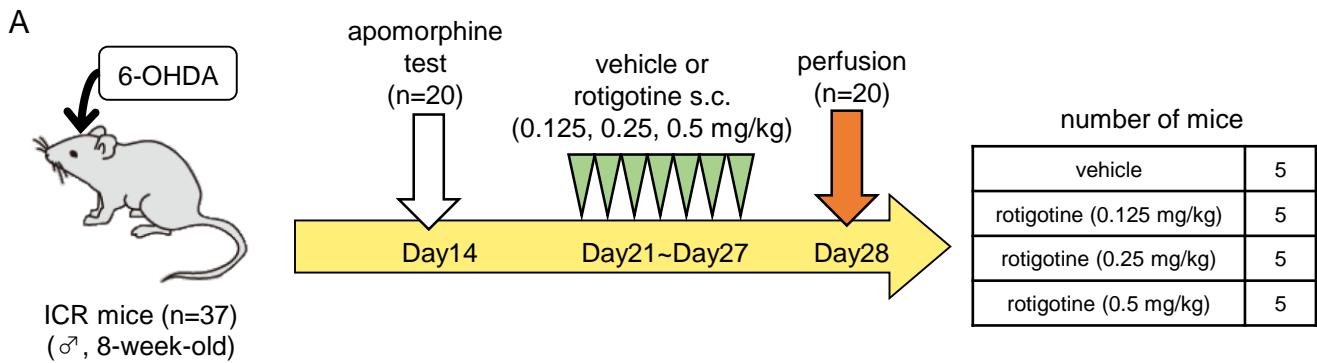 A
6-OHDA
ICR mice (n=37)
(♂, 8-week-old)
apomorphine
test
(n=20)
vehicle or
rotigotine s.c.
(0.125, 0.25, 0.5 mg/kg)
perfusion
(n=20)
Day14
Day21~Day27
Day28
number of mice
vehicle 5
rotigotine (0.125 mg/kg) 5
rotigotine (0.25 mg/kg) 5
rotigotine (0.5 mg/kg) 5